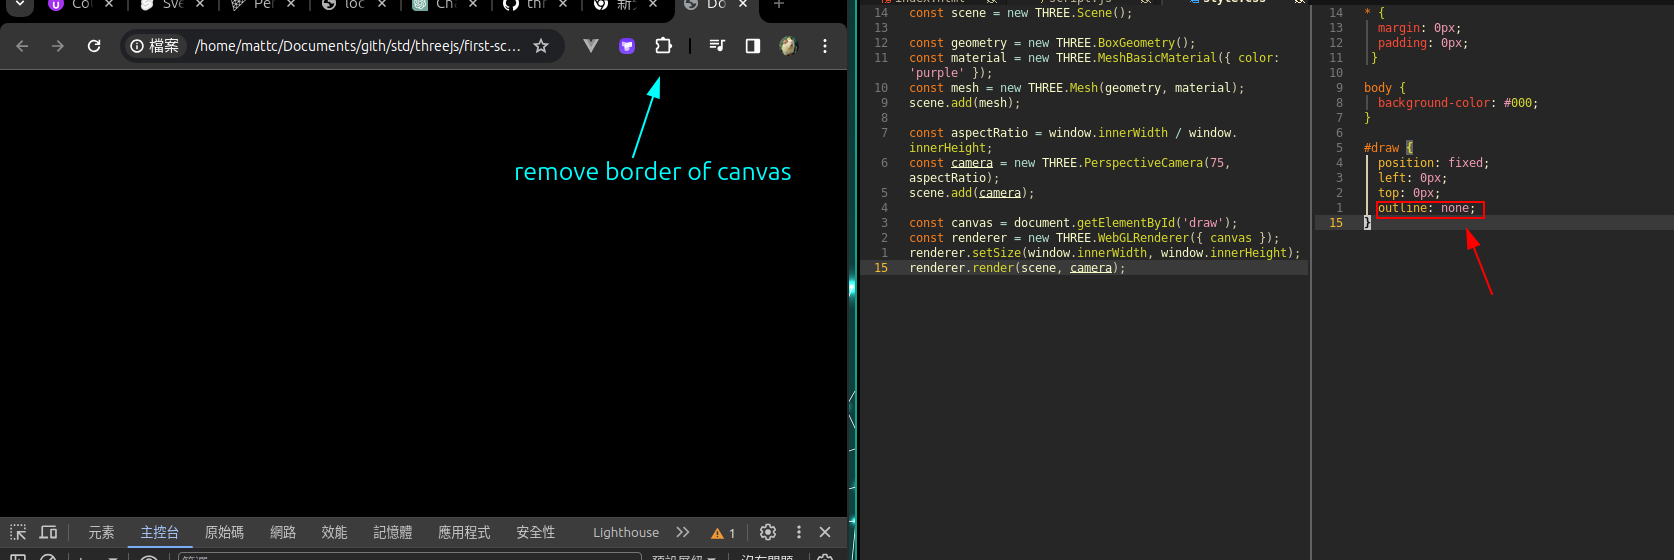 Co
Sve
Per
loc
Ch
thr
Do
檔案
/home/mattc/Documents/gith/std/threejs/first-sc...
remove border of canvas
元素
主控台
原始碼
網路
效能
記憶體
應用程式
安全性
Lighthouse
1
14 const scene = new THREE.Scene();
13
12 const geometry = new THREE.BoxGeometry();
11 const material = new THREE.MeshBasicMaterial({ color:
'purple' });
10 const mesh = new THREE.Mesh(geometry, material);
9 scene.add(mesh);
8
7 const aspectRatio = window.innerWidth / window.
innerHeight;
6 const camera = new THREE.PerspectiveCamera(75,
aspectRatio);
5 scene.add(camera);
4
3 const canvas = document.getElementById('draw');
2 const renderer = new THREE.WebGLRenderer({ canvas });
1 renderer.setSize(window.innerWidth, window.innerHeight);
15 renderer.render(scene, camera);
14 * {
13 margin: 0px;
12 padding: 0px;
11 }
10
9 body {
8 background-color: #000;
7 }
6
5 #draw {
4 position: fixed;
3 left: 0px;
2 top: 0px;
1 outline: none;
15 }